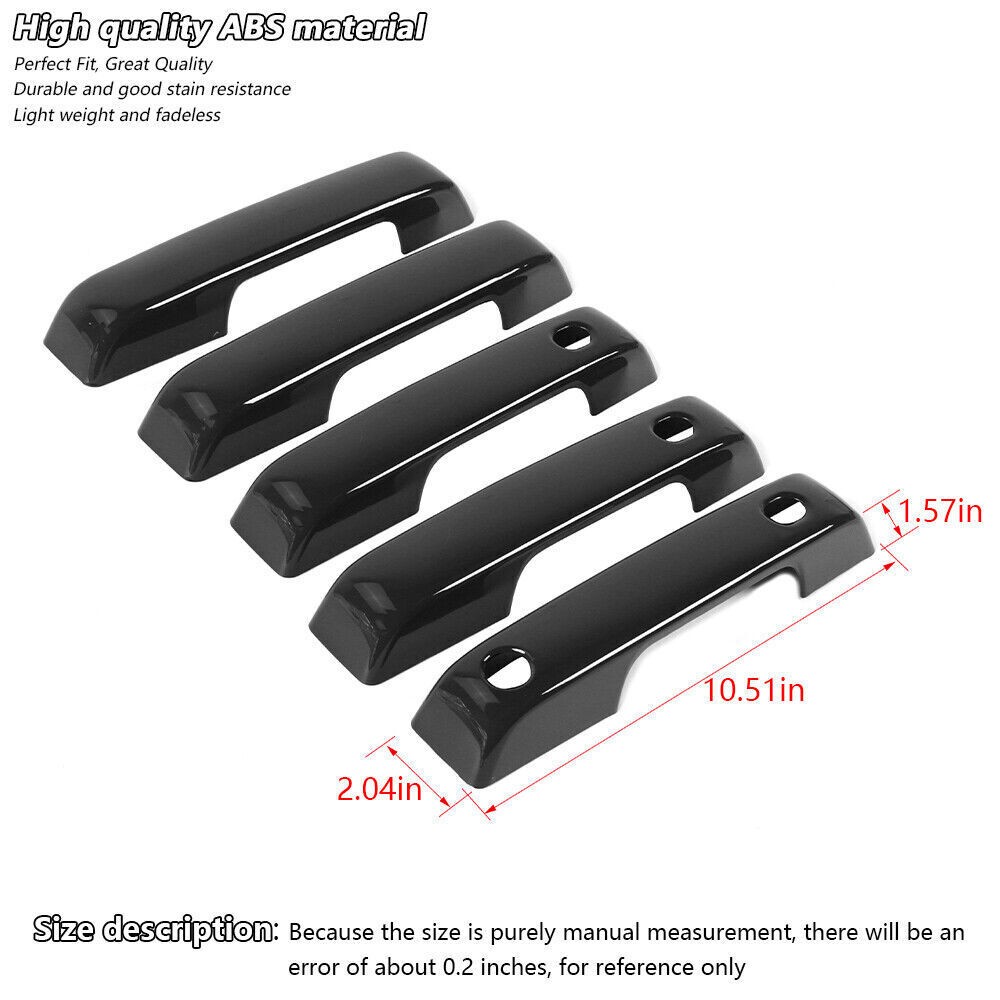 High quality ABS material
Perfect Fit, Great Quality
Durable and good stain resistance
Light weight and fadeless
1.57in
10.51in
2.04in
Size description: Because the size is purely manual measurement, there will be an
error of about 0.2 inches, for reference only